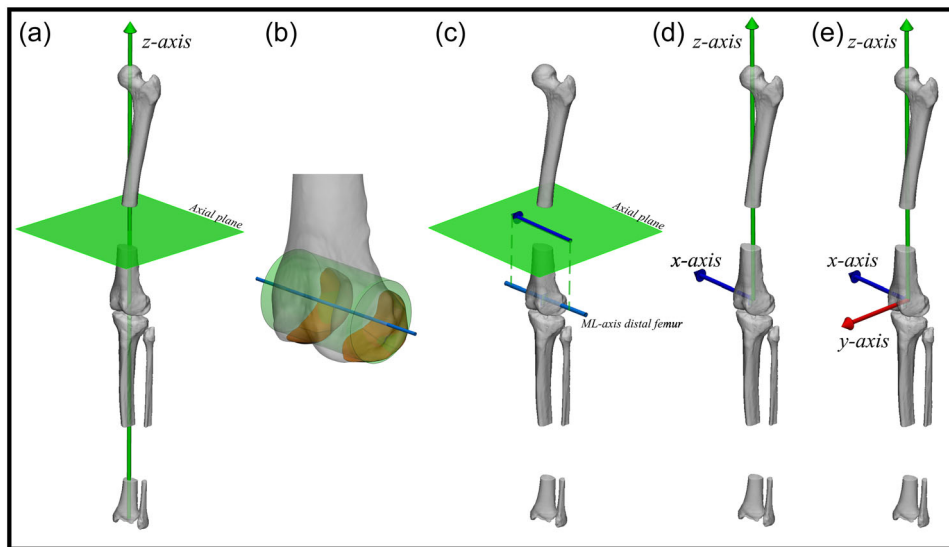 (a)
z-axis
Axial plane
(b)
(c)
Axial plane
ML-axis distal femur
(d)
z-axis
x-axis
(e)
z-axis
x-axis
y-axis